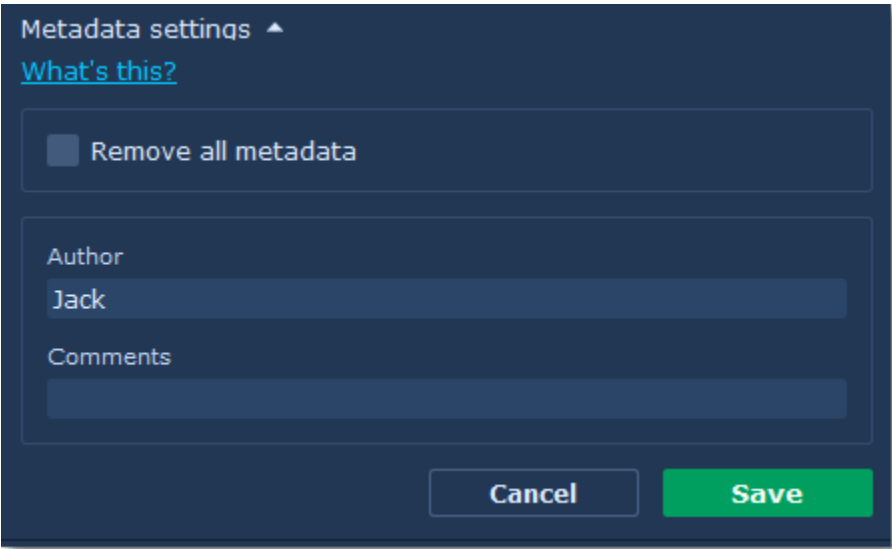 Metadata settings
What's this?
Remove all metadata
Author
Jack
Comments
Cancel Save